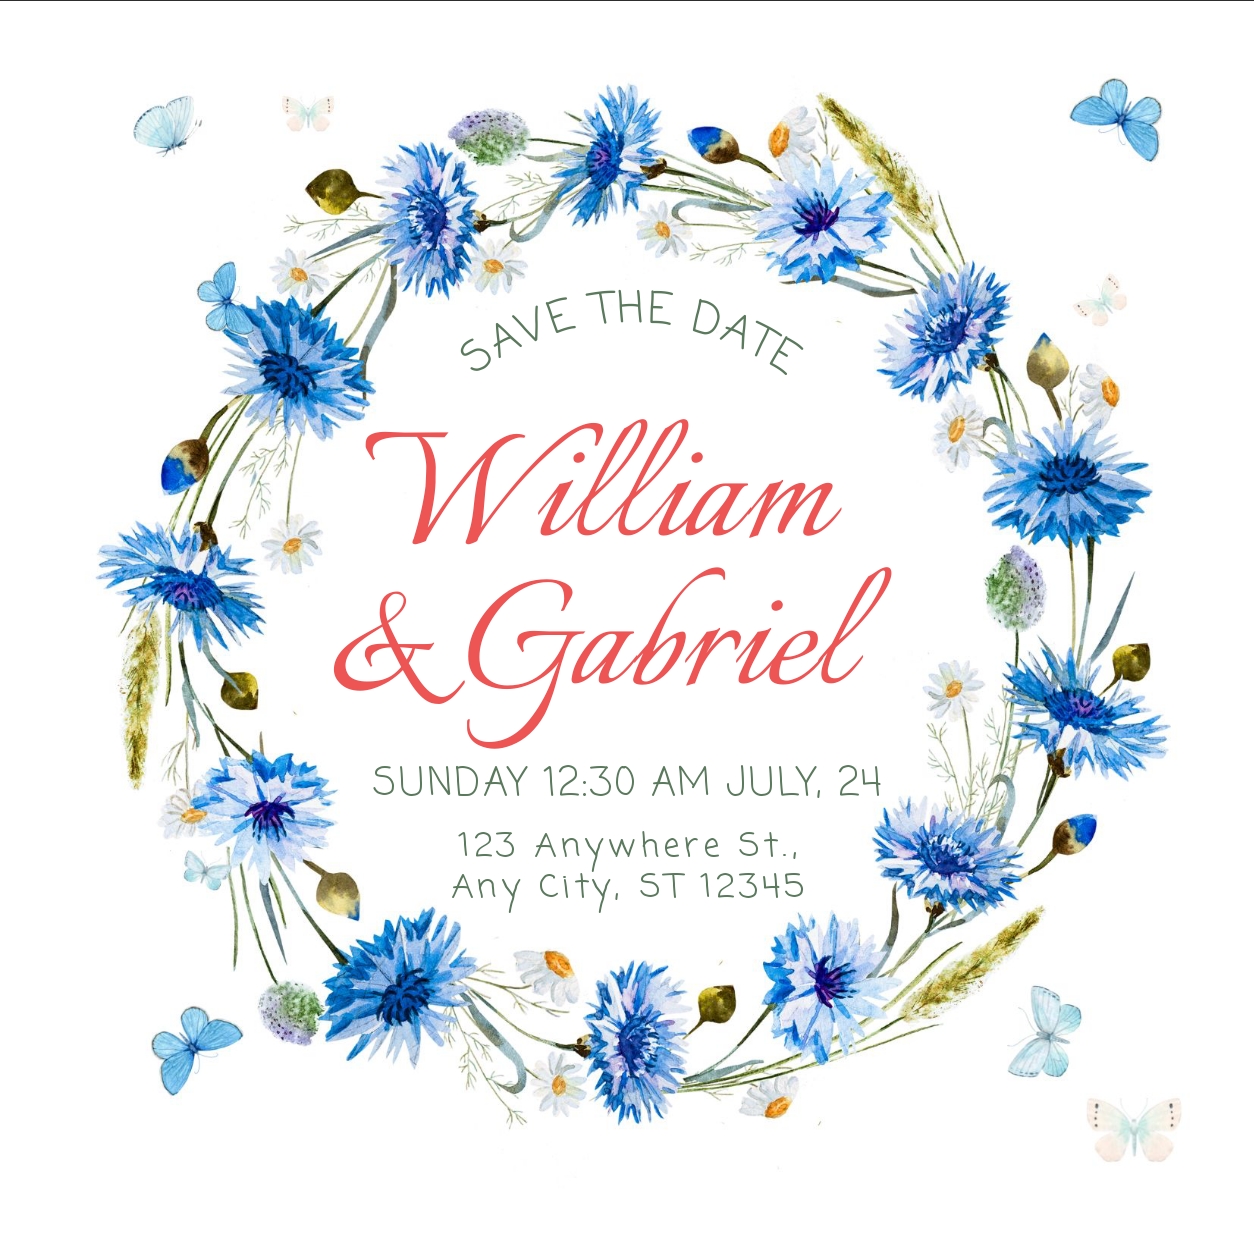 SAVE THE DATE
William
& Gabriel
SUNDAY 12:30 AM JULY, 24
123 Anywhere St.,
Any City, ST 12345